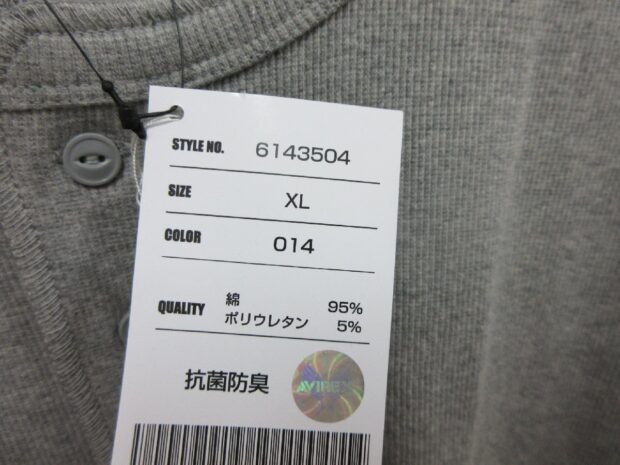 STYLE NO. 6143504
SIZE XL
COLOR 014
QUALITY 綿 95%
ポリウレタン 5%
抗菌防臭
AVIREX